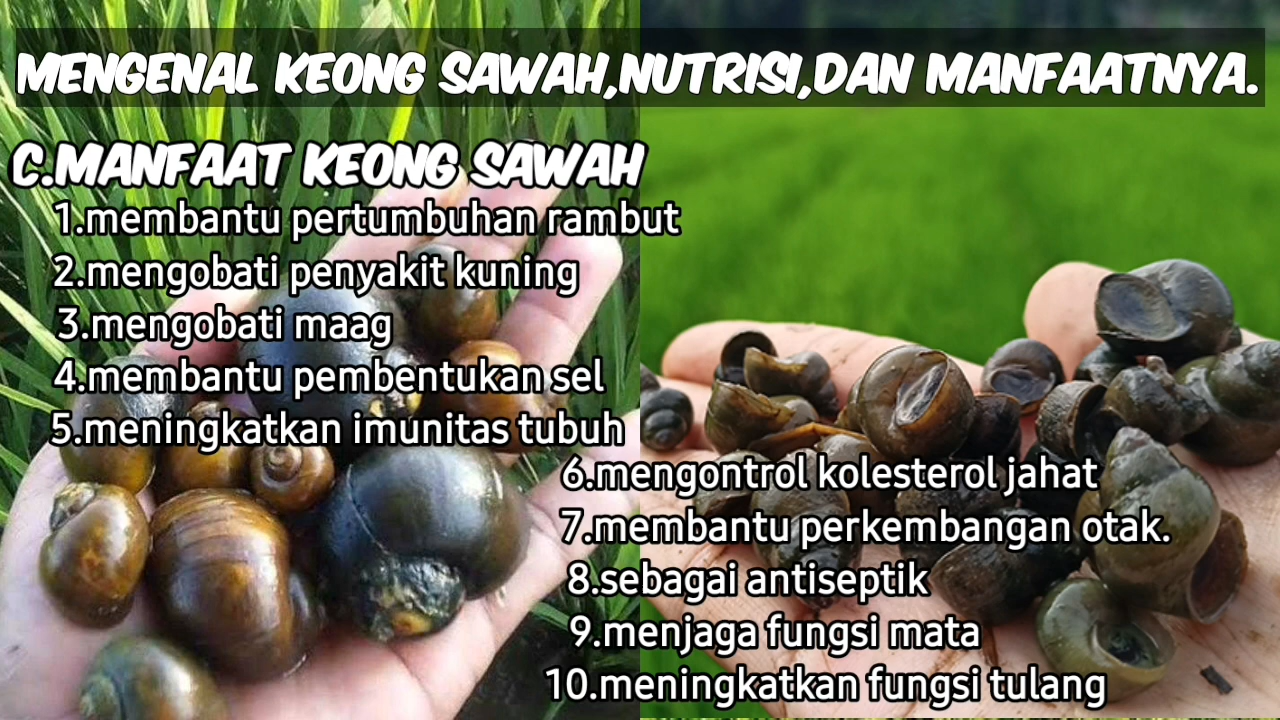 MENGENAL KEONG SAWAH,NUTRISI,DAN MANFAATNYA.
C.MANFAAT KEONG SAWAH
1.membantu pertumbuhan rambut
2.mengobati penyakit kuning
3.mengobati maag
4.membantu pembentukan sel
5.meningkatkan imunitas tubuh
6.mengontrol kolesterol jahat
7.membantu perkembangan otak.
8.sebagai antiseptik
9.menjaga fungsi mata
10.meningkatkan fungsi tulang